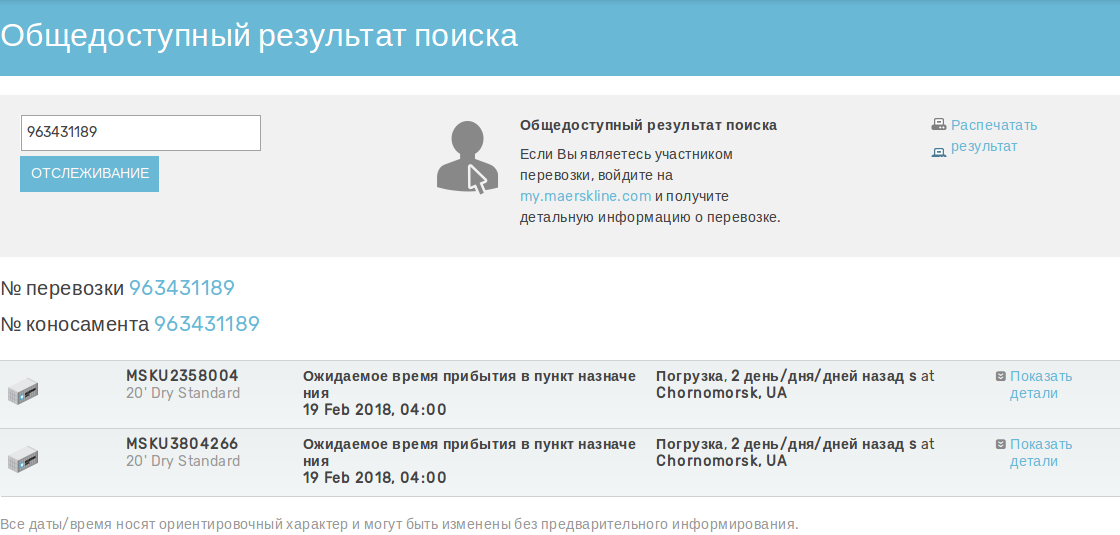 Общедоступный результат поиска
963431189
ОТСЛЕЖИВАНИЕ
Общедоступный результат поиска
Если Вы являетесь участником
перевозки, войдите на
my.maerskline.com и получите
детальную информацию о перевозке.
Распечатать
результат
№ перевозки 963431189
№ коносамента 963431189
MSKU2358004
20' Dry Standard
Ожидаемое время прибытия в пункт назначе
ния
19 Feb 2018, 04:00
Погрузка, 2 день/дня/дней назад s at
Chornomorsk, UA
Показать
детали
MSKU3804266
20' Dry Standard
Ожидаемое время прибытия в пункт назначе
ния
19 Feb 2018, 04:00
Погрузка, 2 день/дня/дней назад s at
Chornomorsk, UA
Показать
детали
Все даты/время носят ориентировочный характер и могут быть изменены без предварительного информирования.